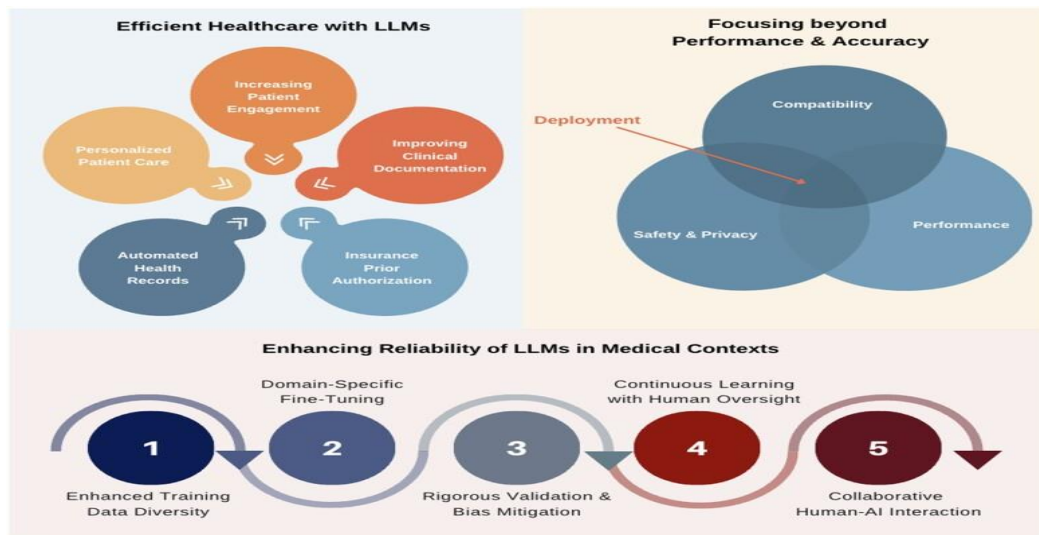 Efficient Healthcare with LLMs
Increasing
Patient
Engagement
Personalized
Patient Care
Improving
Clinical
Documentation
Automated
Health
Records
Insurance
Prior
Authorization
Focusing beyond
Performance & Accuracy
Compatibility
Deployment
Safety & Privacy
Performance
Enhancing Reliability of LLMs in Medical Contexts
1
Enhanced Training
Data Diversity
Domain-Specific
Fine-Tuning
2
3
Rigorous Validation &
Bias Mitigation
Continuous Learning
with Human Oversight
4
5
Collaborative
Human-AI Interaction